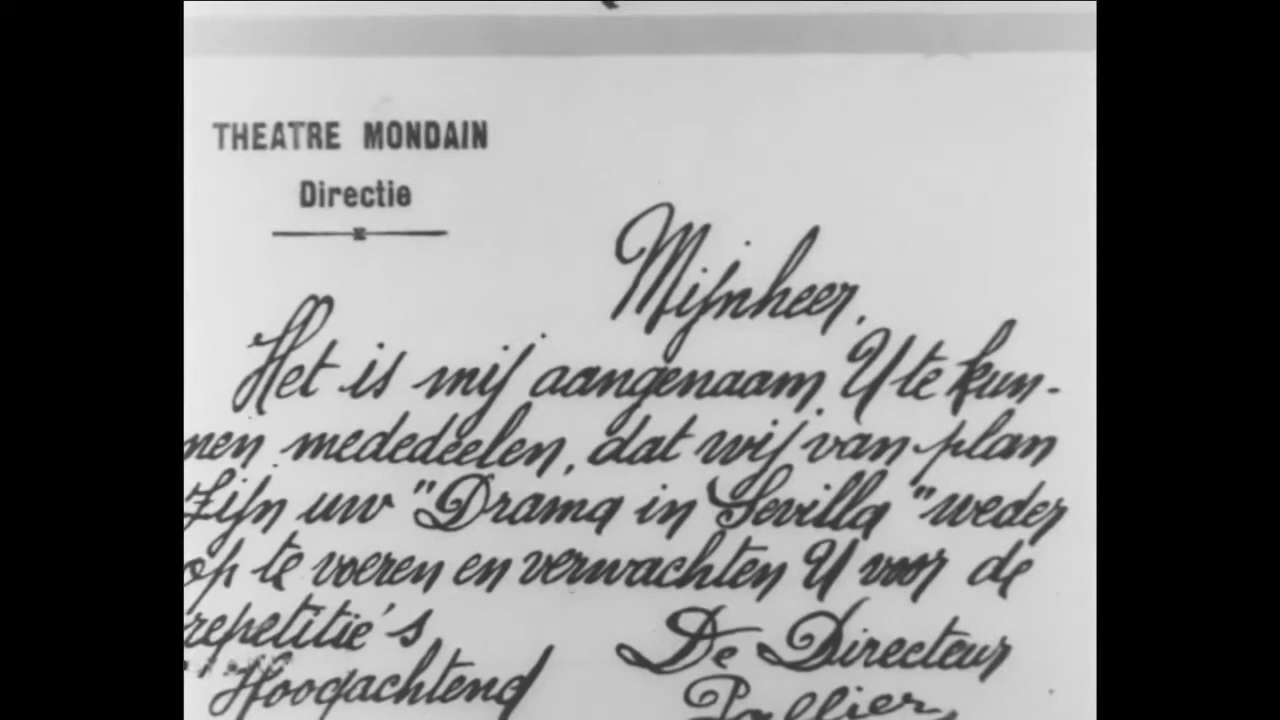 THEATRE MONDAIN
Directie
Mijnheer,
Het is mij aangenaam U te kun-
nen mededeelen, dat wij van plan
zijn uw "Drama in Sevilla" weder
op te voeren en verwachten U voor de
repetitie's
De Directeur
Hoogachtend
Pallier,